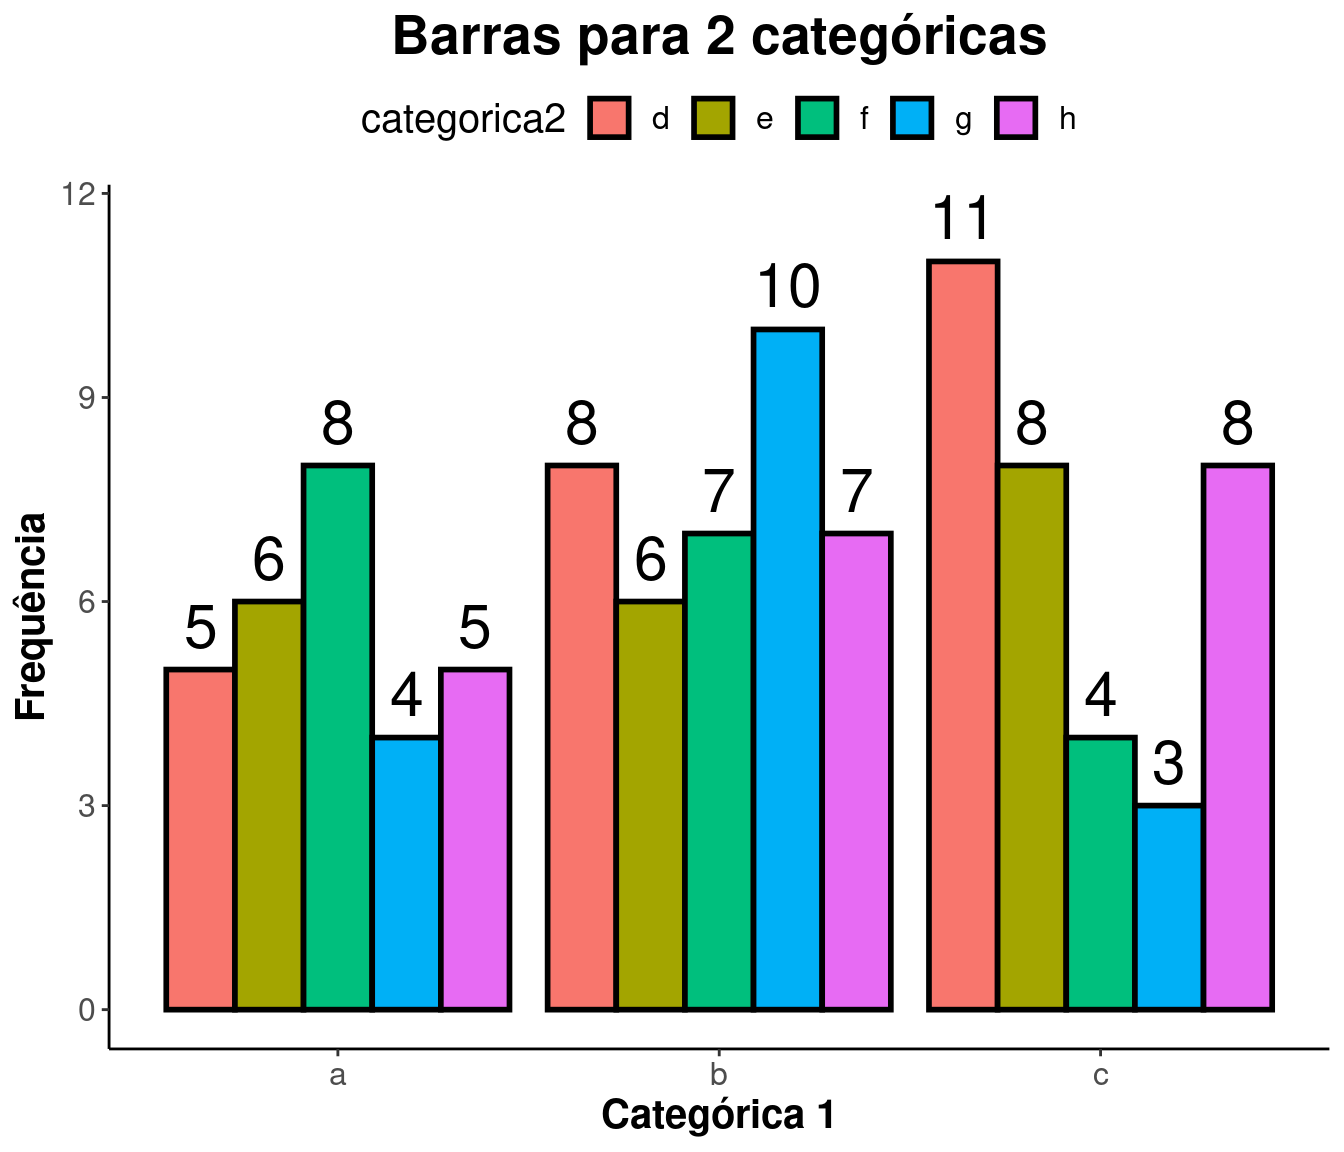 Barras para 2 categóricas
categorica2 d e f g h
12
9
6
3
0
Frequência
5 6 8 4 5
8 6 7 10 7
11 8 4 3 8
a b c
Categórica 1